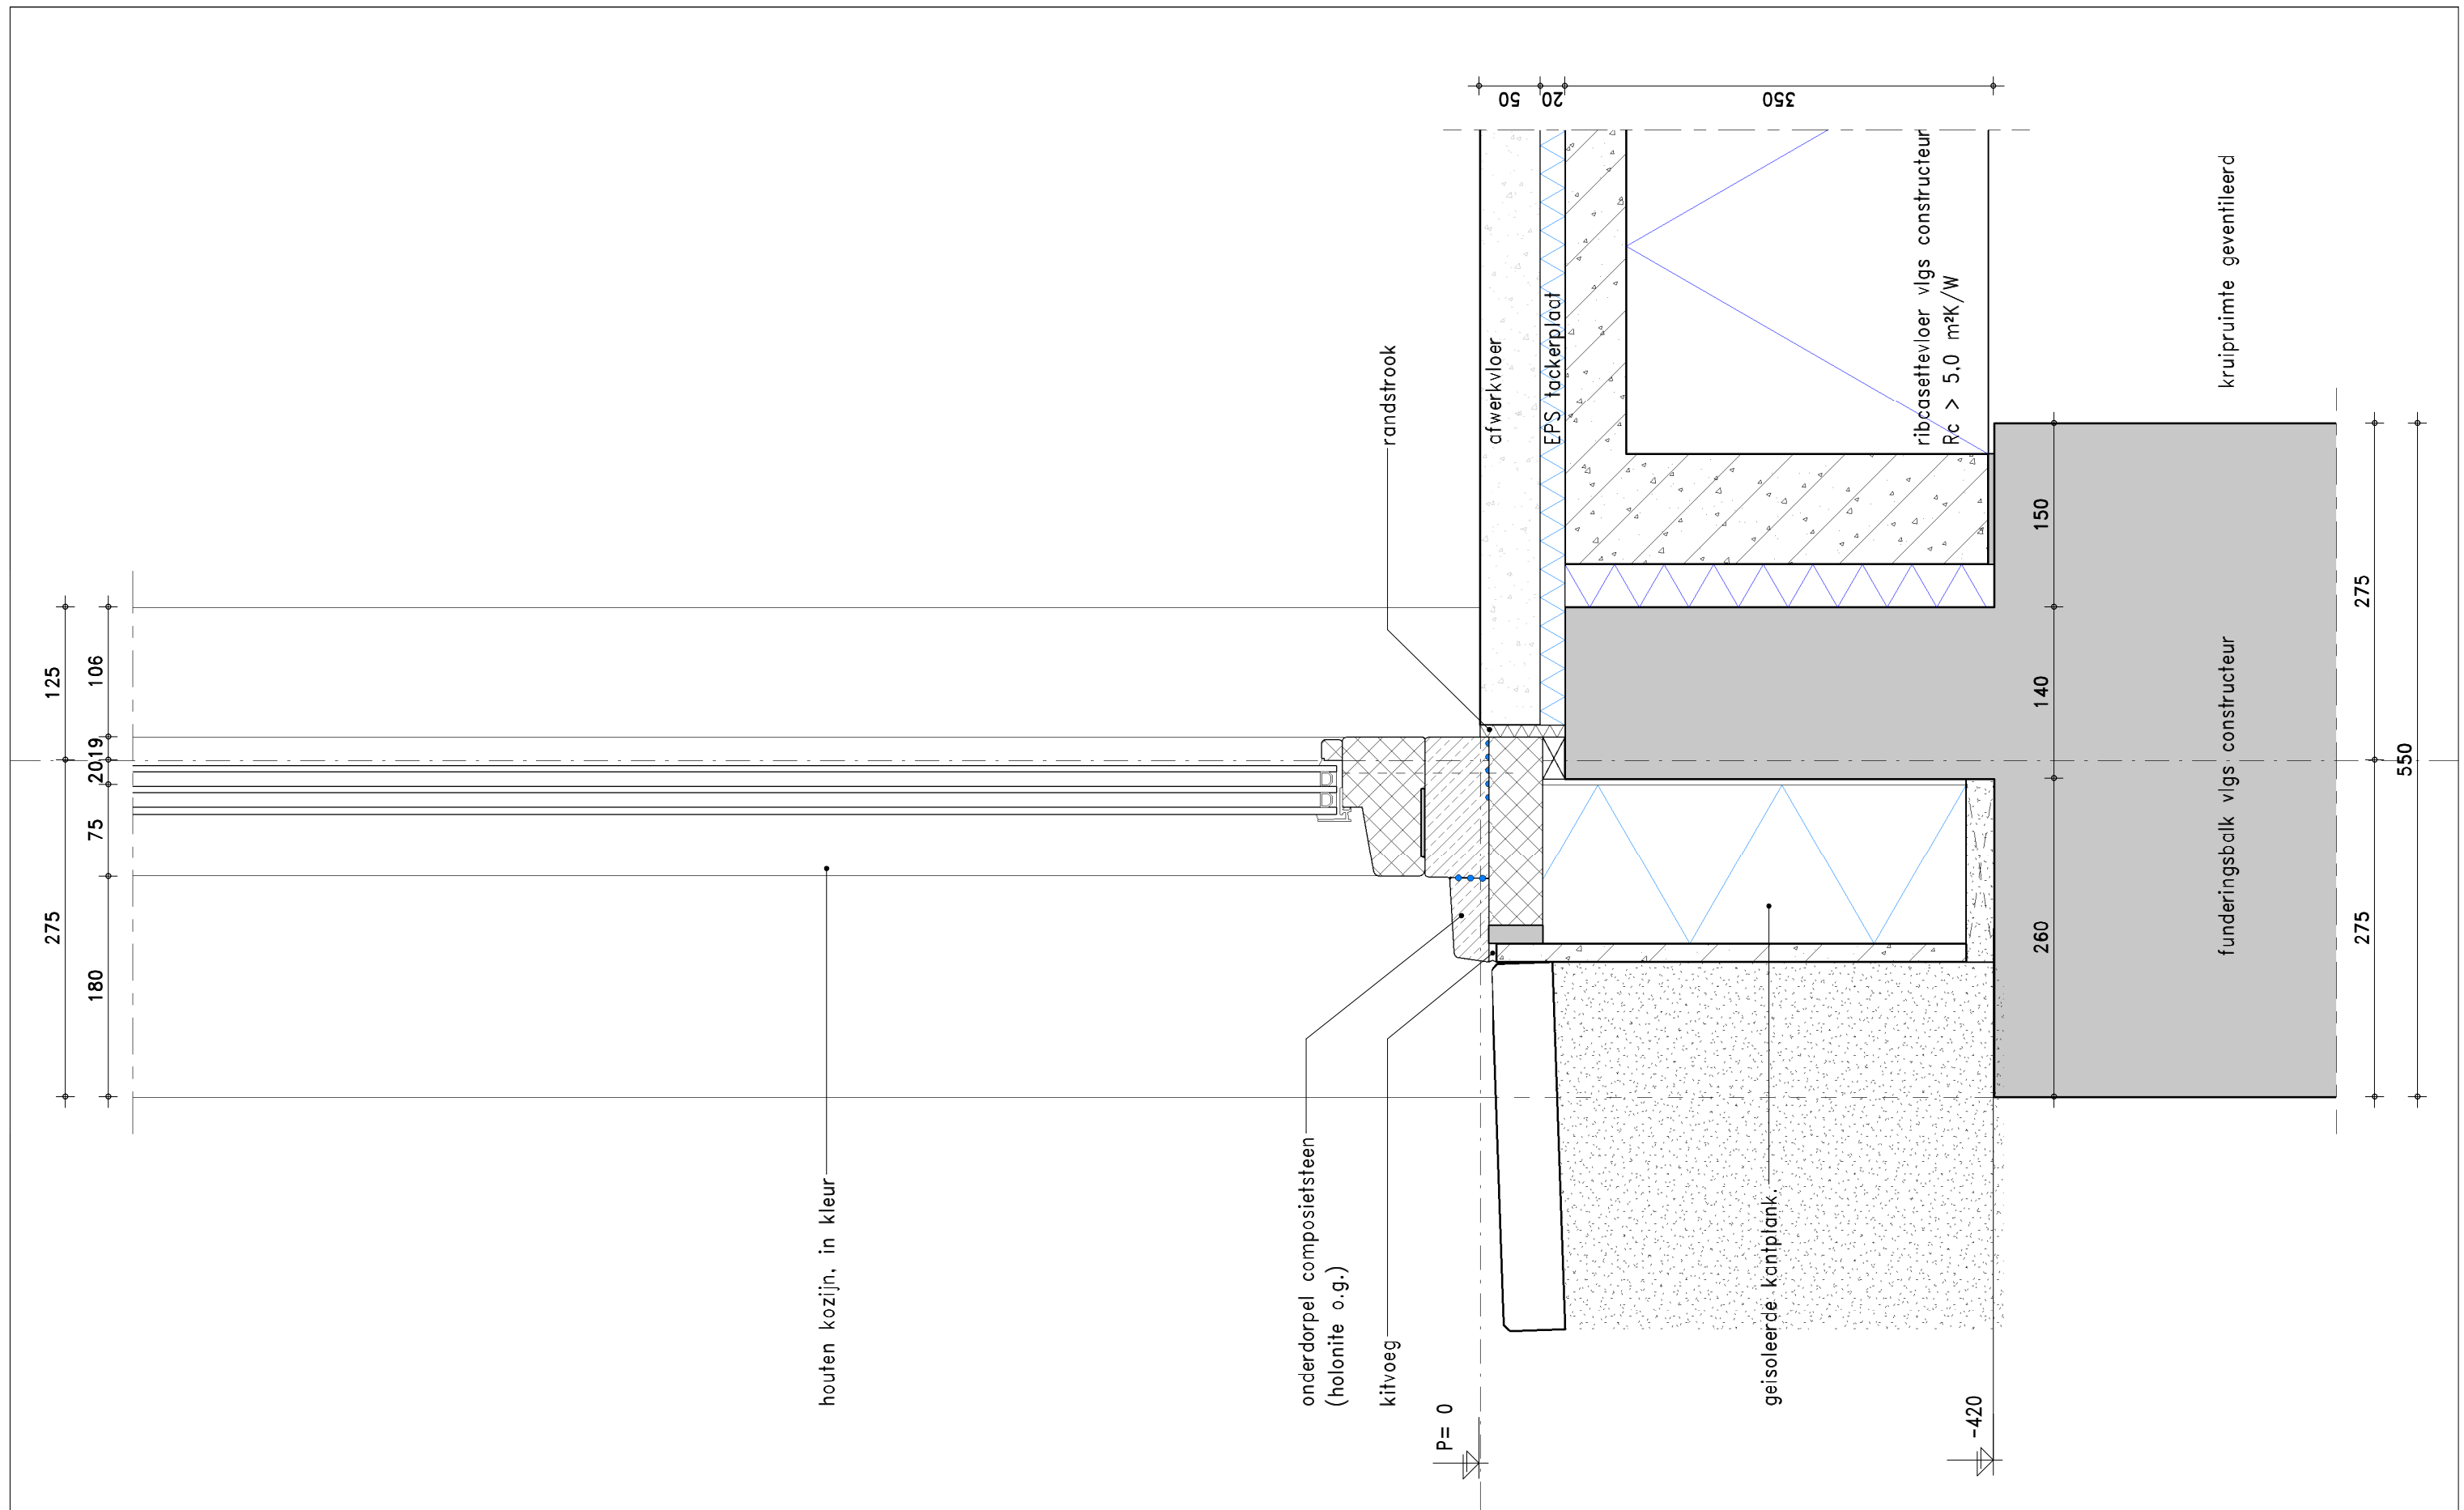 houten kozijn, in kleur
onderdorpel composietsteen
(holonite o.g.)
kitvoeg
randstrook
afwerkvloer
EPS tackerplaat
ribcasettevloer vlgs constructeur
Rc > 5,0 m²K/W
kruipruimte geventileerd
geisoleerde kantplank.
funderingsbalk vlgs constructeur
P= 0
-420
275
125
180
75
20
19
106
50
20
350
260
140
150
275
275
550